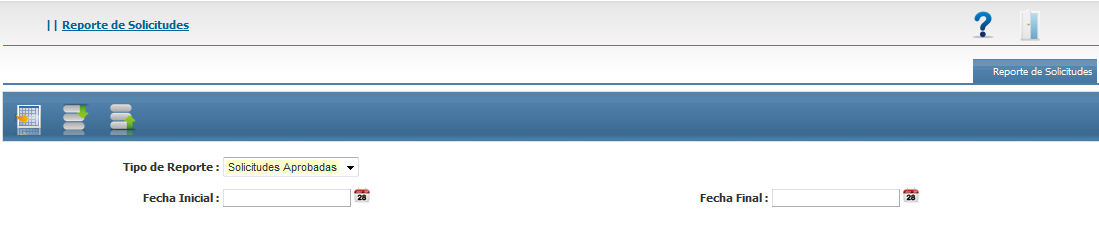 || Reporte de Solicitudes
Reporte de Solicitudes
Tipo de Reporte : Solicitudes Aprobadas
Fecha Inicial : 28 Fecha Final : 28